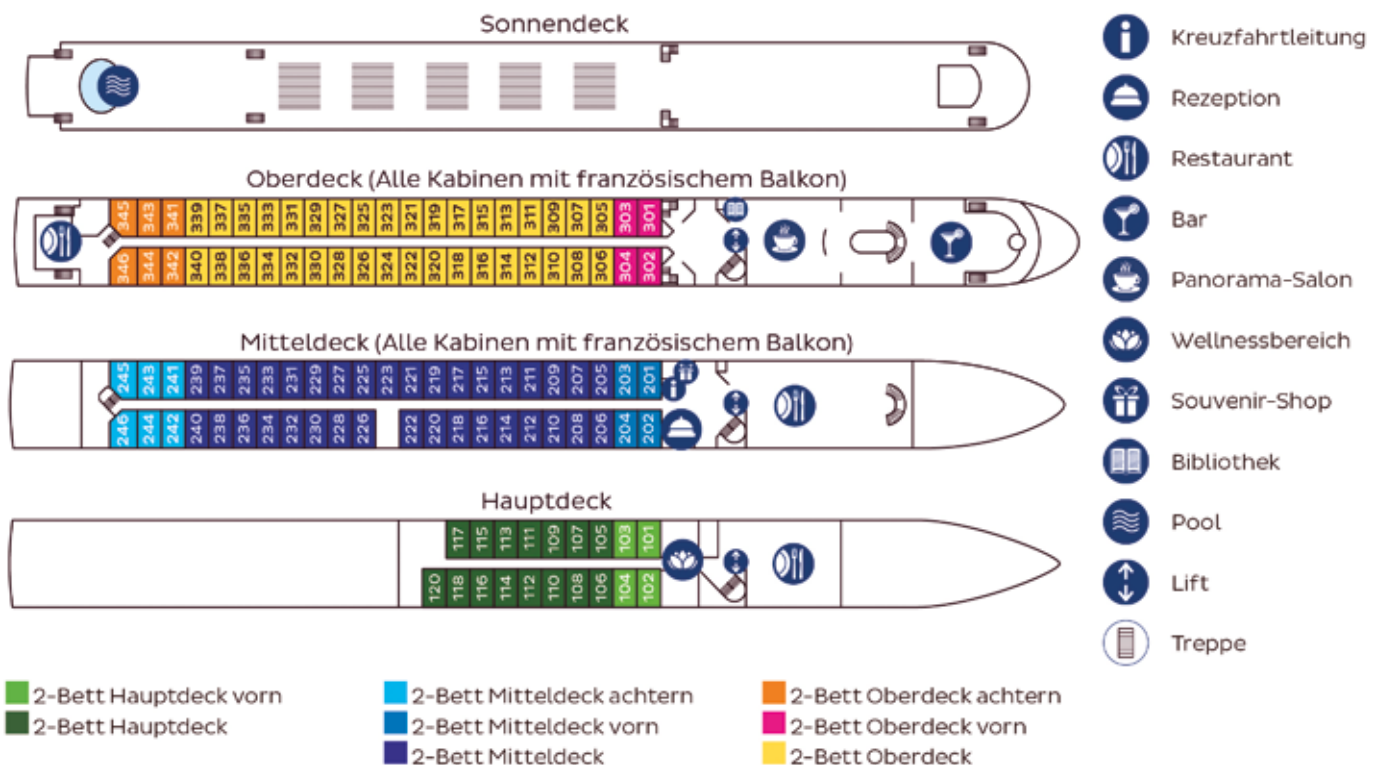 Sonnendeck
Oberdeck (Alle Kabinen mit französischem Balkon)
345 343 341 339 337 335 333 331 329 327 325 323 321 319 317 315 313 311 309 307 305 303 301
346 344 342 340 338 336 334 332 330 328 326 324 322 320 318 316 314 312 310 308 306 304 302
Mitteldeck (Alle Kabinen mit französischem Balkon)
245 243 241 239 237 235 233 231 229 227 225 223 221 219 217 215 213 211 209 207 205 203 201
246 244 242 240 238 236 234 232 230 228 226 222 220 218 216 214 212 210 208 206 204 202
Hauptdeck
117 115 113 111 109 107 105 103 101
120 118 116 114 112 110 108 106 104 102
Kreuzfahrtleitung
Rezeption
Restaurant
Bar
Panorama-Salon
Wellnessbereich
Souvenir-Shop
Bibliothek
Pool
Lift
Treppe
2-Bett Hauptdeck vorn
2-Bett Hauptdeck
2-Bett Mitteldeck achtern
2-Bett Mitteldeck vorn
2-Bett Mitteldeck
2-Bett Oberdeck achtern
2-Bett Oberdeck vorn
2-Bett Oberdeck